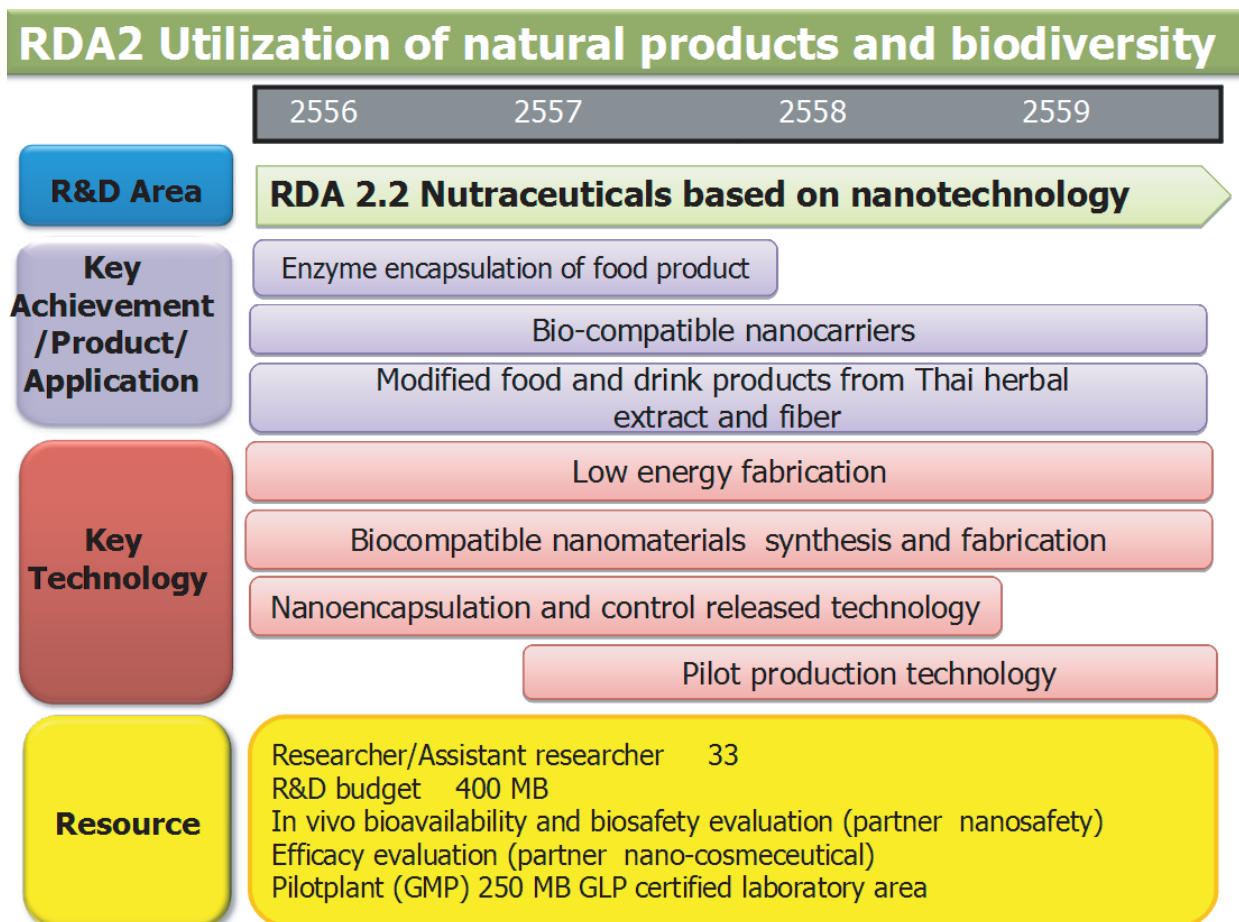 RDA2 Utilization of natural products and biodiversity
2556 2557 2558 2559
R&D Area
RDA 2.2 Nutraceuticals based on nanotechnology
Key
Achievement
/Product/
Application
Enzyme encapsulation of food product
Bio-compatible nanocarriers
Modified food and drink products from Thai herbal
extract and fiber
Key
Technology
Low energy fabrication
Biocompatible nanomaterials synthesis and fabrication
Nanoencapsulation and control released technology
Pilot production technology
Resource
Researcher/Assistant researcher 33
R&D budget 400 MB
In vivo bioavailability and biosafety evaluation (partner nanosafety)
Efficacy evaluation (partner nano-cosmeceutical)
Pilotplant (GMP) 250 MB GLP certified laboratory area